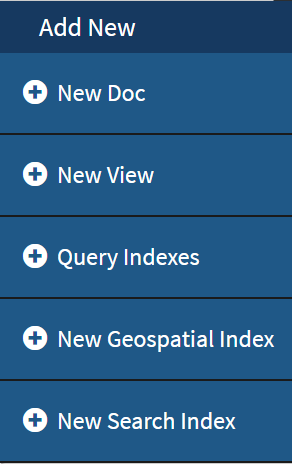 Add New
New Doc
New View
Query Indexes
New Geospatial Index
New Search Index